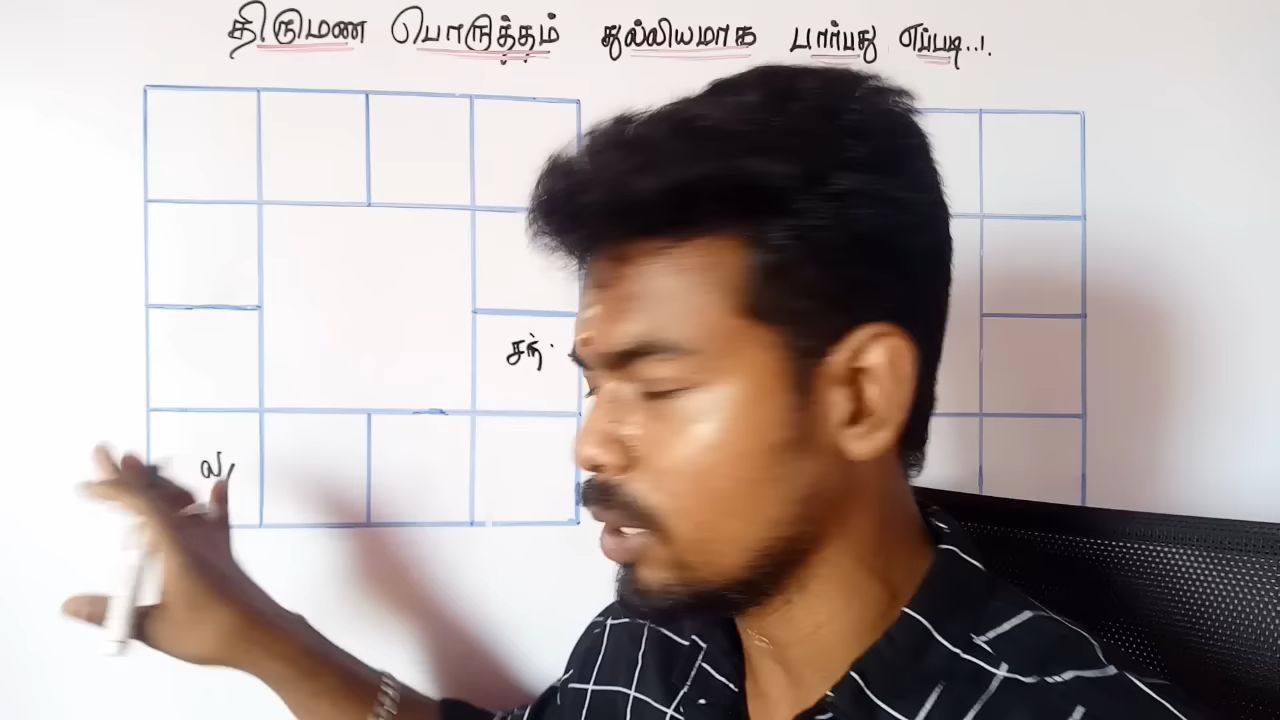 திருமண பொருத்தம் துல்லியமாக பார்பது எப்படி..!
சந்.
ல/